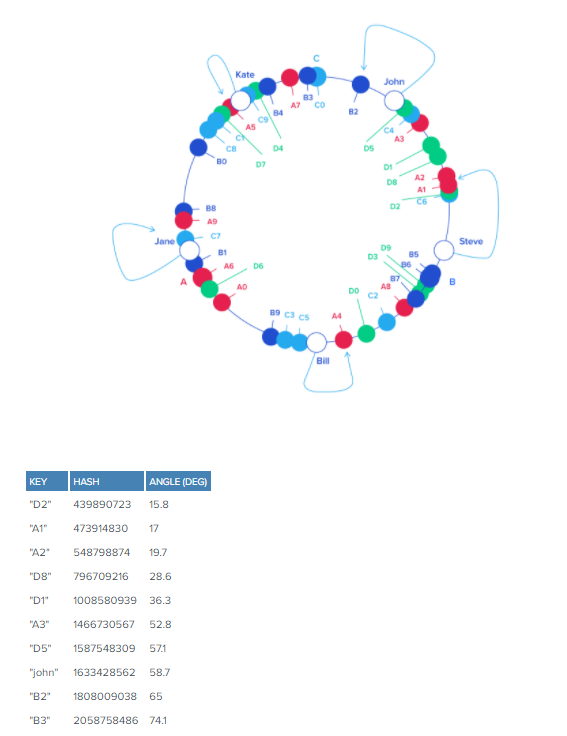 C
Kate
John
B3
C0
A7
B4
B2
C9
A5
C4
A3
C1
C8
D4
D5
B0
D7
D1
D8
A2
A1
D2
C6
B8
A9
C7
Jane
B1
A6
D6
A
A0
Steve
D9
B5
D3
B6
B7
B
A8
D0
C2
B9
C3
C5
A4
Bill
KEY HASH ANGLE (DEG)
"D2" 439890723 15.8
"A1" 473914830 17
"A2" 548798874 19.7
"D8" 796709216 28.6
"D1" 1008580939 36.3
"A3" 1466730567 52.8
"D5" 1587548309 57.1
"john" 1633428562 58.7
"B2" 1808009038 65
"B3" 2058758486 74.1